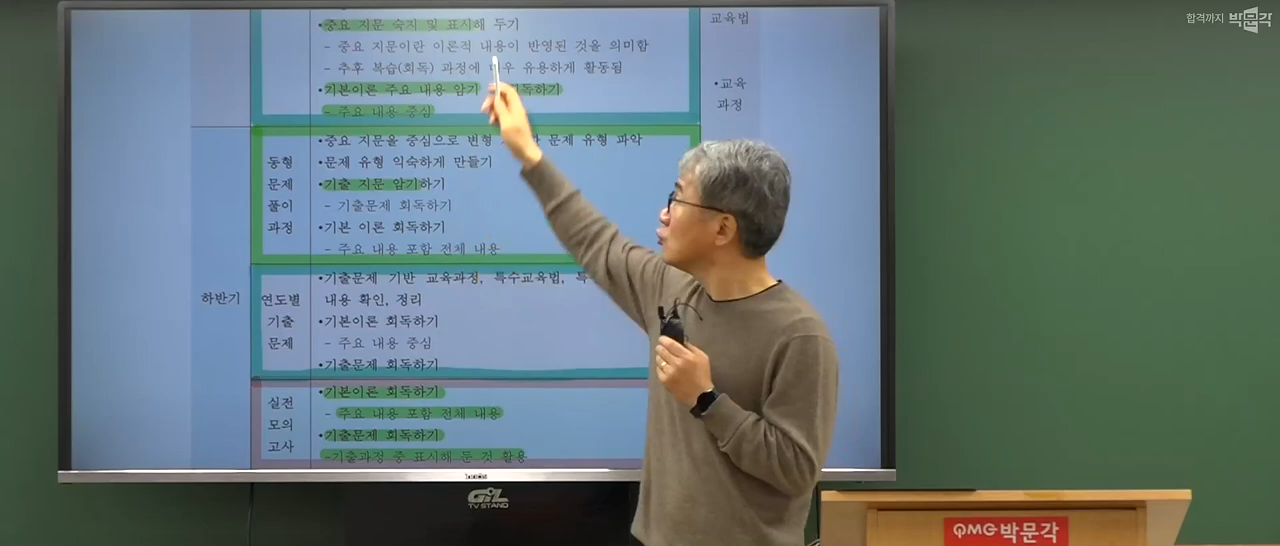 합격까지 박문각
•중요 지문 숙지 및 표시해 두기
- 중요 지문이란 이론적 내용이 반영된 것을 의미함
- 추후 복습(회독) 과정에 우 유용하게 활동됨
•기본이론 주요 내용 암기 회독하기
- 주요 내용 중심
교육법
•교육
과정
하반기
동형
문제
풀이
과정
•중요 지문을 중심으로 변형 문제 유형 파악
•문제 유형 익숙하게 만들기
•기출 지문 암기하기
- 기출문제 회독하기
•기본 이론 회독하기
- 주요 내용 포함 전체 내용
연도별
기출
문제
•기출문제 기반 교육과정, 특수교육법, 특
내용 확인, 정리
•기본이론 회독하기
- 주요 내용 중심
•기출문제 회독하기
실전
모의
고사
•기본이론 회독하기
- 주요 내용 포함 전체 내용
•기출문제 회독하기
-기출과정 중 표시해 둔 것 활용
GIL
TV STAND
PMG 박문각